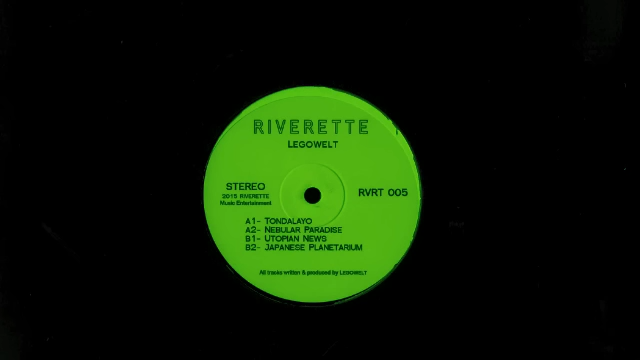 RIVERETTE
LEGOWELT
STEREO
2015 RIVERETTE
Music Entertainment
RVRT 005
A1- TONDALAYO
A2- NEBULAR PARADISE
B1- UTOPIAN NEWS
B2- JAPANESE PLANETARIUM
All tracks written & produced by LEGOWELT